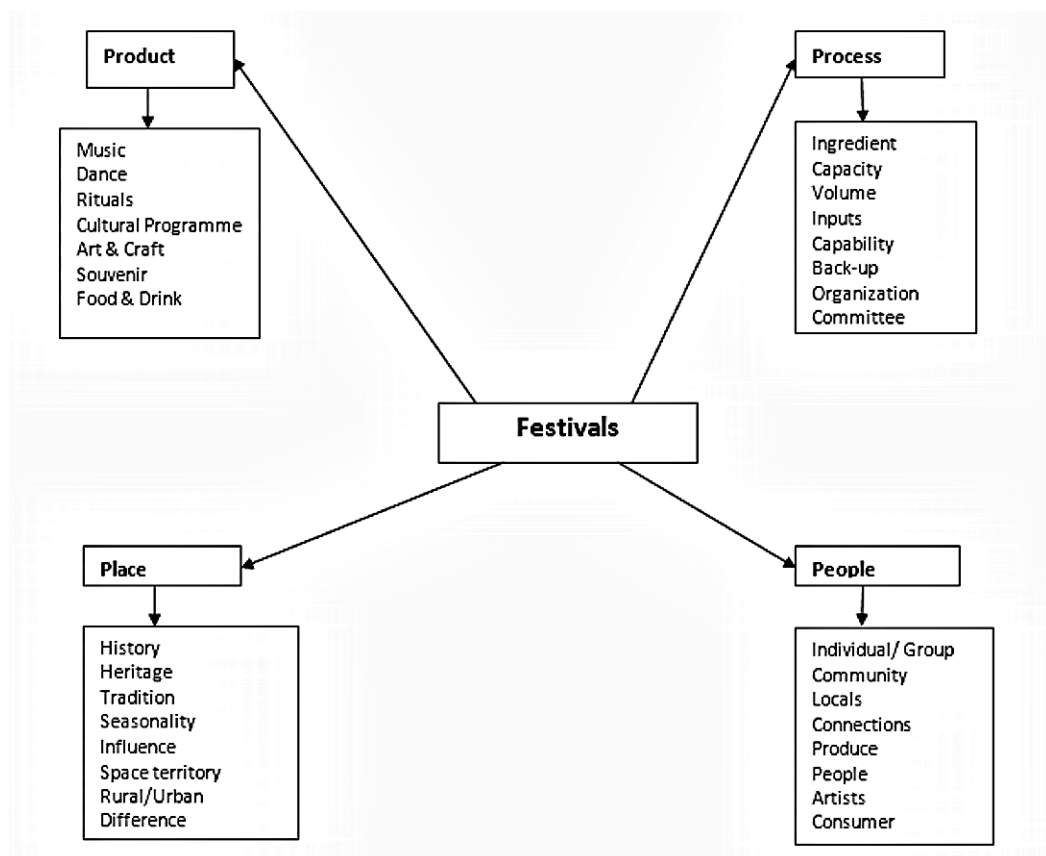 Product
Music
Dance
Rituals
Cultural Programme
Art & Craft
Souvenir
Food & Drink
Process
Ingredient
Capacity
Volume
Inputs
Capability
Back-up
Organization
Committee
Festivals
Place
History
Heritage
Tradition
Seasonality
Influence
Space territory
Rural/Urban
Difference
People
Individual/ Group
Community
Locals
Connections
Produce
People
Artists
Consumer